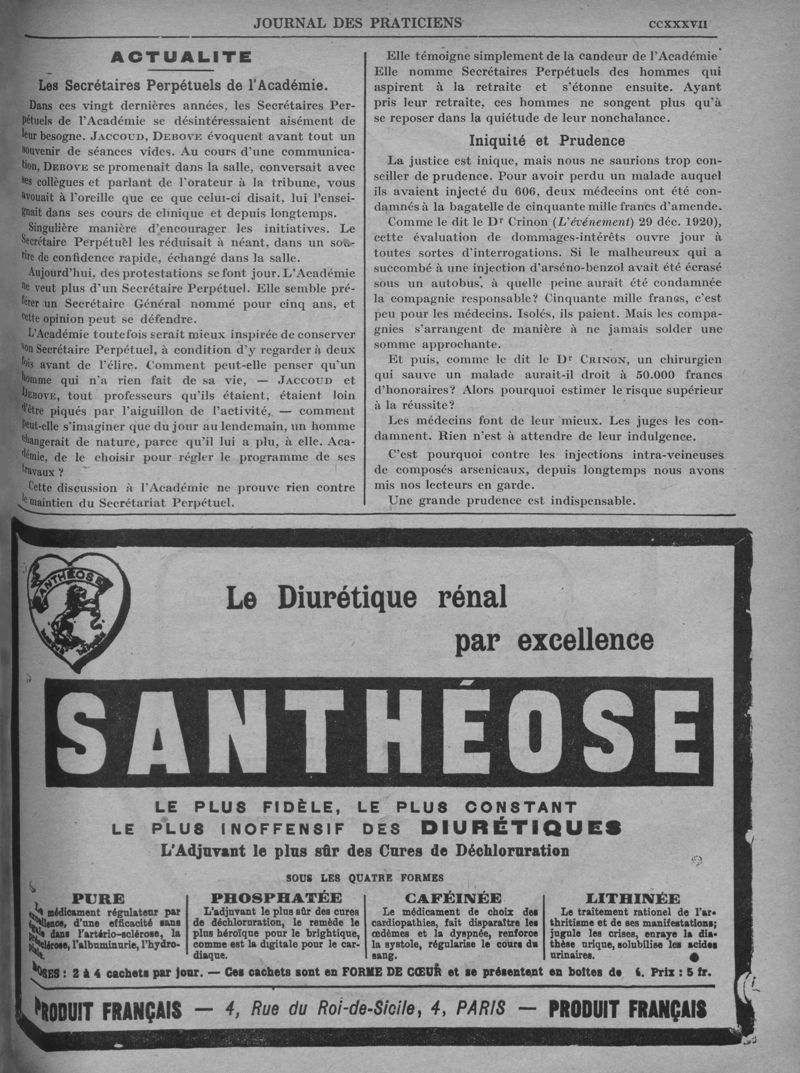 JOURNAL DES PRATICIENS
CCXXXVII
ACTUALITE
Les Secrétaires Perpétuels de l'Académie.
Dans ces vingt dernières années, les Secrétaires Per-
pétuels de l'Académie se désintéressaient aisément de
leur besogne. JACCOUD, DEBOVE évoquent avant tout un
souvenir de séances vides. Au cours d'une communica-
tion, DEBOVE se promenait dans la salle, conversait avec
ses collègues et parlant de l'orateur à la tribune, vous
avouait à l'oreille que ce que celui-ci disait, lui l'ensei-
gnait dans ses cours de clinique et depuis longtemps.
Singulière manière d'encourager les initiatives. Le
Secrétaire Perpétuel les réduisait à néant, dans un sou-
rire de confidence rapide, échangé dans la salle.
Aujourd'hui, des protestations se font jour. L'Académie
ne veut plus d'un Secrétaire Perpétuel. Elle semble pré-
férer un Secrétaire Général nommé pour cinq ans, et
cette opinion peut se défendre.
L'Académie toutefois serait mieux inspirée de conserver
son Secrétaire Perpétuel, à condition d'y regarder à deux
fois avant de l'élire. Comment peut-elle penser qu'un
homme qui n'a rien fait de sa vie, — JACCOUD et
DEBOVE, tout professeurs qu'ils étaient, étaient loin
d'être piqués par l'aiguillon de l'activité, — comment
peut-elle s'imaginer que du jour au lendemain, un homme
changerait de nature, parce qu'il lui a plu, à elle. Aca-
démie, de le choisir pour régler le programme de ses
travaux ?
Cette discussion à l'Académie ne prouve rien contre
le maintien du Secrétariat Perpétuel.
Elle témoigne simplement de la candeur de l'Académie
Elle nomme Secrétaires Perpétuels des hommes qui
aspirent à la retraite et s'étonne ensuite. Ayant
pris leur retraite, ces hommes ne songent plus qu'à
se reposer dans la quiétude de leur nonchalance.
Iniquité et Prudence
La justice est inique, mais nous ne saurions trop con-
seiller de prudence. Pour avoir perdu un malade auquel
ils avaient injecté du 606, deux médecins ont été con-
damnés à la bagatelle de cinquante mille francs d'amende.
Comme le dit le Dr Crinon (L'événement) 29 déc. 1920),
cette évaluation de dommages-intérêts ouvre jour à
toutes sortes d'interrogations. Si le malheureux qui a
succombé à une injection d'arséno-benzol avait été écrasé
sous un autobus, à quelle peine aurait été condamnée
la compagnie responsable? Cinquante mille francs, c'est
peu pour les médecins. Isolés, ils paient. Mais les compa-
gnies s'arrangent de manière à ne jamais solder une
somme approchante.
Et puis, comme le dit le Dr CRINON, un chirurgien
qui sauve un malade aurait-il droit à 50.000 francs
d'honoraires? Alors pourquoi estimer le risque supérieur
à la réussite?
Les médecins font de leur mieux. Les juges les con-
damnent. Rien n'est à attendre de leur indulgence.
C'est pourquoi contre les injections intra-veineuses
de composés arsenicaux, depuis longtemps nous avons
mis nos lecteurs en garde.
Une grande prudence est indispensable.
SANTHÉOSE
Le Diurétique rénal
par excellence
SANTHÉOSE
LE PLUS FIDÈLE, LE PLUS CONSTANT
LE PLUS INOFFENSIF DES DIURÉTIQUES
L'Adjuvant le plus sûr des Cures de Déchloruration
SOUS LES QUATRE FORMES
PURE
médicament régulateur par
d'une efficacité sans
dans l'artério-sclérose, la
l'albuminurie, l'hydro-
PHOSPHATÉE
L'adjuvant le plus sûr des cures
de déchloruration, le remède le
plus héroïque pour le brightique,
comme est la digitale pour le car-
diaque.
CAFÉINÉE
Le médicament de choix des
cardiopathies, fait disparaître les
œdèmes et la dyspnée, renforce
la systole, régularise le cours du
sang.
LITHINÉE
Le traitement rationel de l'ar-
thritisme et de ses manifestations;
jugule les crises, enraye la dia-
thèse urique, solubilise les acides
urinaires.
DOSES : 2 à 4 cachets par jour. — Ces cachets sont en FORME DE CŒUR et se présentent en boîtes de Prix : 5 fr.
PRODUIT FRANÇAIS — 4, Rue du Roi-de-Sicile, 4, PARIS — PRODUIT FRANÇAIS